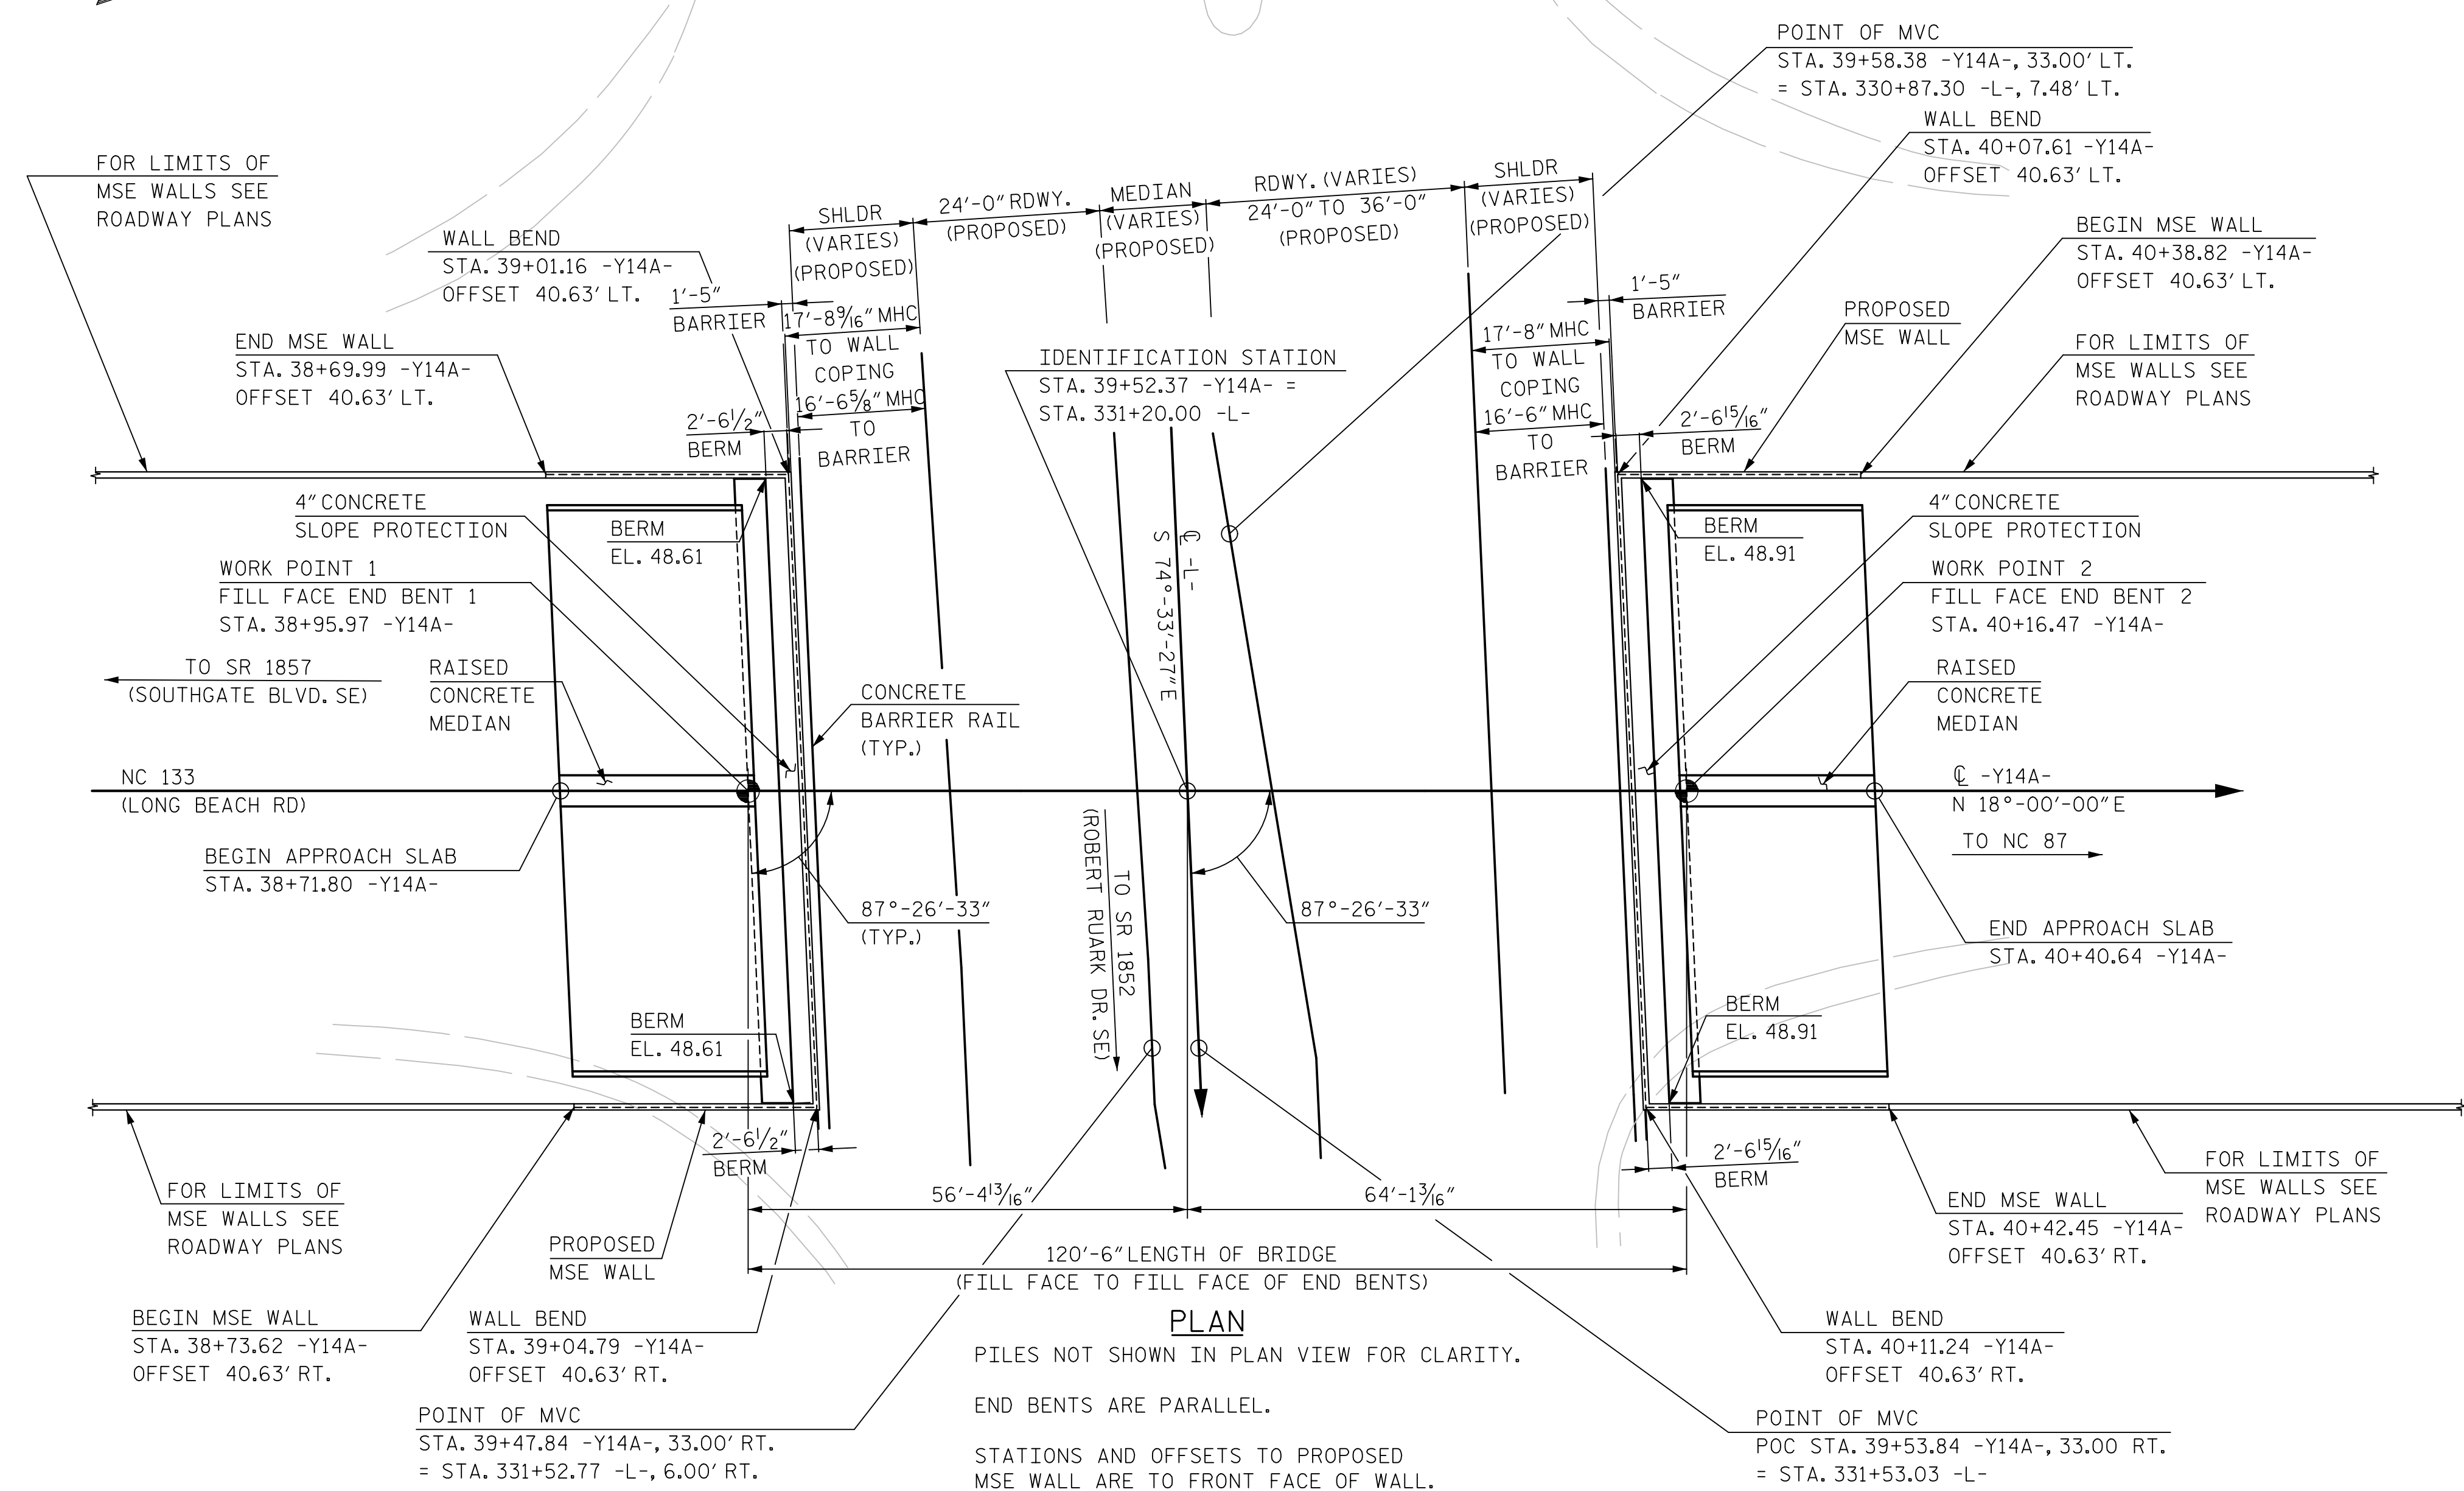 POINT OF MVC
STA. 39+58.38 -Y14A-, 33.00' LT.
= STA. 330+87.30 -L-, 7.48' LT.
WALL BEND
STA. 40+07.61 -Y14A-
OFFSET 40.63' LT.
FOR LIMITS OF
MSE WALLS SEE
ROADWAY PLANS
SHLDR
(VARIES)
(PROPOSED)
24'-0" RDWY.
(PROPOSED)
MEDIAN
(VARIES)
(PROPOSED)
RDWY. (VARIES)
24'-0" TO 36'-0"
(PROPOSED)
SHLDR
(VARIES)
(PROPOSED)
WALL BEND
STA. 39+01.16 -Y14A-
OFFSET 40.63' LT.
BEGIN MSE WALL
STA. 40+38.82 -Y14A-
OFFSET 40.63' LT.
1'-5"
BARRIER
17'-8 9/16" MHC
TO WALL
COPING
16'-6 5/8" MHC
TO
BARRIER
1'-5"
BARRIER
17'-8" MHC
TO WALL
COPING
16'-6" MHC
TO
BARRIER
PROPOSED
MSE WALL
END MSE WALL
STA. 38+69.99 -Y14A-
OFFSET 40.63' LT.
IDENTIFICATION STATION
STA. 39+52.37 -Y14A- =
STA. 331+20.00 -L-
FOR LIMITS OF
MSE WALLS SEE
ROADWAY PLANS
2'-6 1/2"
BERM
2'-6 15/16"
BERM
4" CONCRETE
SLOPE PROTECTION
BERM
EL. 48.61
℄ -L-
S 74°-33'-27" E
BERM
EL. 48.91
4" CONCRETE
SLOPE PROTECTION
WORK POINT 1
FILL FACE END BENT 1
STA. 38+95.97 -Y14A-
WORK POINT 2
FILL FACE END BENT 2
STA. 40+16.47 -Y14A-
TO SR 1857
(SOUTHGATE BLVD. SE)
RAISED
CONCRETE
MEDIAN
CONCRETE
BARRIER RAIL
(TYP.)
RAISED
CONCRETE
MEDIAN
NC 133
(LONG BEACH RD)
℄ -Y14A-
N 18°-00'-00" E
TO NC 87
BEGIN APPROACH SLAB
STA. 38+71.80 -Y14A-
87°-26'-33"
(TYP.)
TO SR 1852
(ROBERT RUARK DR. SE)
87°-26'-33"
END APPROACH SLAB
STA. 40+40.64 -Y14A-
BERM
EL. 48.61
BERM
EL. 48.91
2'-6 1/2"
BERM
2'-6 15/16"
BERM
FOR LIMITS OF
MSE WALLS SEE
ROADWAY PLANS
56'-4 13/16"
64'-1 3/16"
FOR LIMITS OF
MSE WALLS SEE
ROADWAY PLANS
END MSE WALL
STA. 40+42.45 -Y14A-
OFFSET 40.63' RT.
PROPOSED
MSE WALL
120'-6" LENGTH OF BRIDGE
(FILL FACE TO FILL FACE OF END BENTS)
BEGIN MSE WALL
STA. 38+73.62 -Y14A-
OFFSET 40.63' RT.
WALL BEND
STA. 39+04.79 -Y14A-
OFFSET 40.63' RT.
WALL BEND
STA. 40+11.24 -Y14A-
OFFSET 40.63' RT.
PLAN
PILES NOT SHOWN IN PLAN VIEW FOR CLARITY.
END BENTS ARE PARALLEL.
STATIONS AND OFFSETS TO PROPOSED
MSE WALL ARE TO FRONT FACE OF WALL.
POINT OF MVC
STA. 39+47.84 -Y14A-, 33.00' RT.
= STA. 331+52.77 -L-, 6.00' RT.
POINT OF MVC
POC STA. 39+53.84 -Y14A-, 33.00 RT.
= STA. 331+53.03 -L-